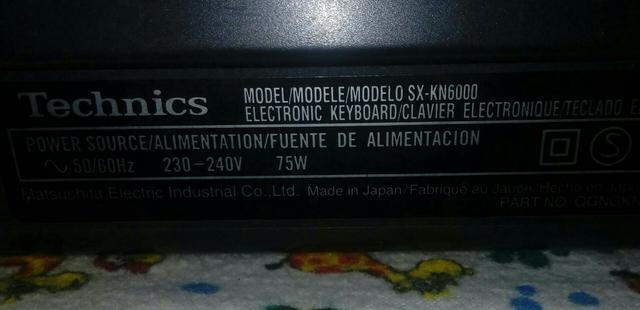 Technics
MODEL/MODELE/MODELO SX-KN6000
ELECTRONIC KEYBOARD/CLAVIER ELECTRONIQUE/TECLADO
POWER SOURCE/ALIMENTATION/FUENTE DE ALIMENTACION
∿ 50/60Hz 230-240V 75W
S
Matsushita Electric Industrial Co.,Ltd. Made in Japan/Fabriqué au Japon/Hecho en
PART NO.